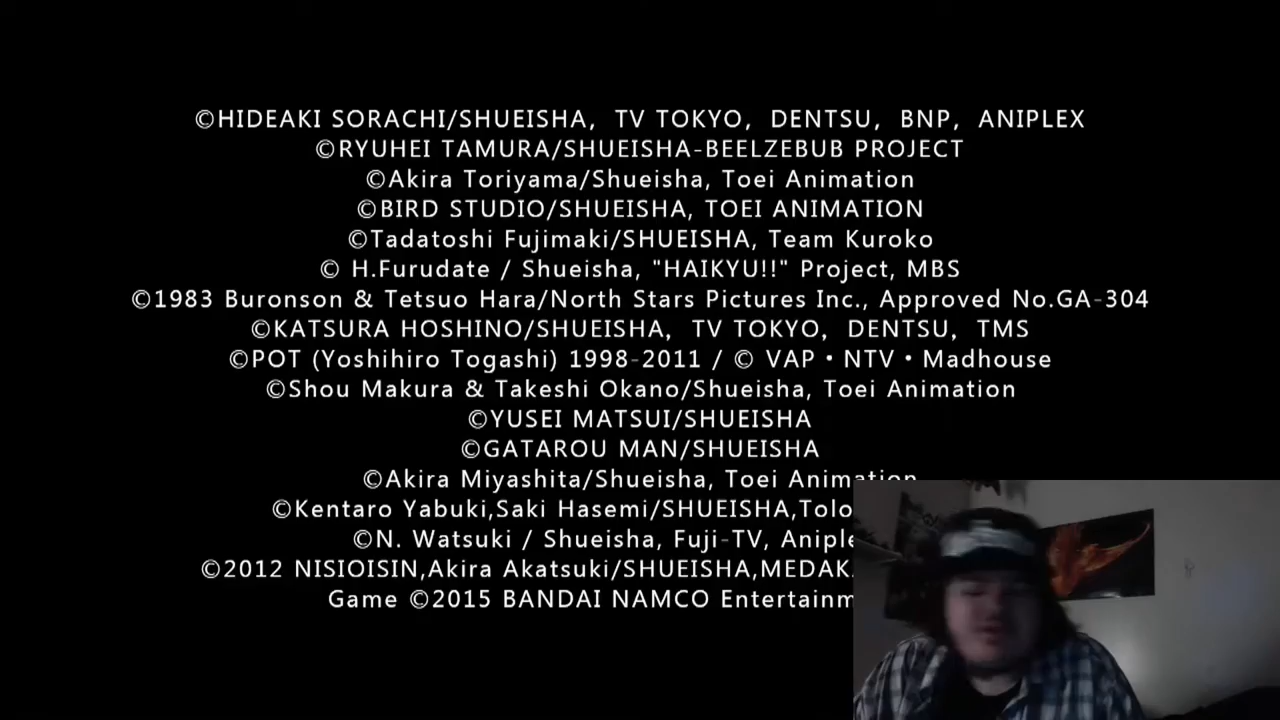 ©HIDEAKI SORACHI/SHUEISHA, TV TOKYO, DENTSU, BNP, ANIPLEX
©RYUHEI TAMURA/SHUEISHA-BEELZEBUB PROJECT
©Akira Toriyama/Shueisha, Toei Animation
©BIRD STUDIO/SHUEISHA, TOEI ANIMATION
©Tadatoshi Fujimaki/SHUEISHA, Team Kuroko
© H.Furudate / Shueisha, "HAIKYU!!" Project, MBS
©1983 Buronson & Tetsuo Hara/North Stars Pictures Inc., Approved No.GA-304
©KATSURA HOSHINO/SHUEISHA, TV TOKYO, DENTSU, TMS
©POT (Yoshihiro Togashi) 1998-2011 / © VAP・NTV・Madhouse
©Shou Makura & Takeshi Okano/Shueisha, Toei Animation
©YUSEI MATSUI/SHUEISHA
©GATAROU MAN/SHUEISHA
©Akira Miyashita/Shueisha, Toei Animation
©Kentaro Yabuki,Saki Hasemi/SHUEISHA,Tolo
©N. Watsuki / Shueisha, Fuji-TV, Aniple
©2012 NISIOISIN,Akira Akatsuki/SHUEISHA,MEDAK
Game ©2015 BANDAI NAMCO Entertainm